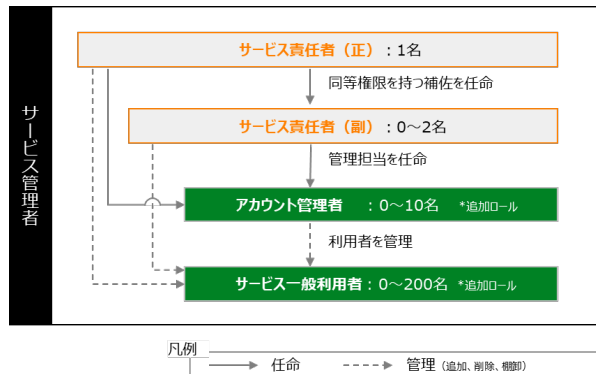 サービス管理者
サービス責任者（正）：1名
同等権限を持つ補佐を任命
サービス責任者（副）：0～2名
管理担当を任命
アカウント管理者　：0～10名　*追加ロール
利用者を管理
サービス一般利用者：0～200名　*追加ロール
凡例
任命　管理（追加、削除、棚卸）